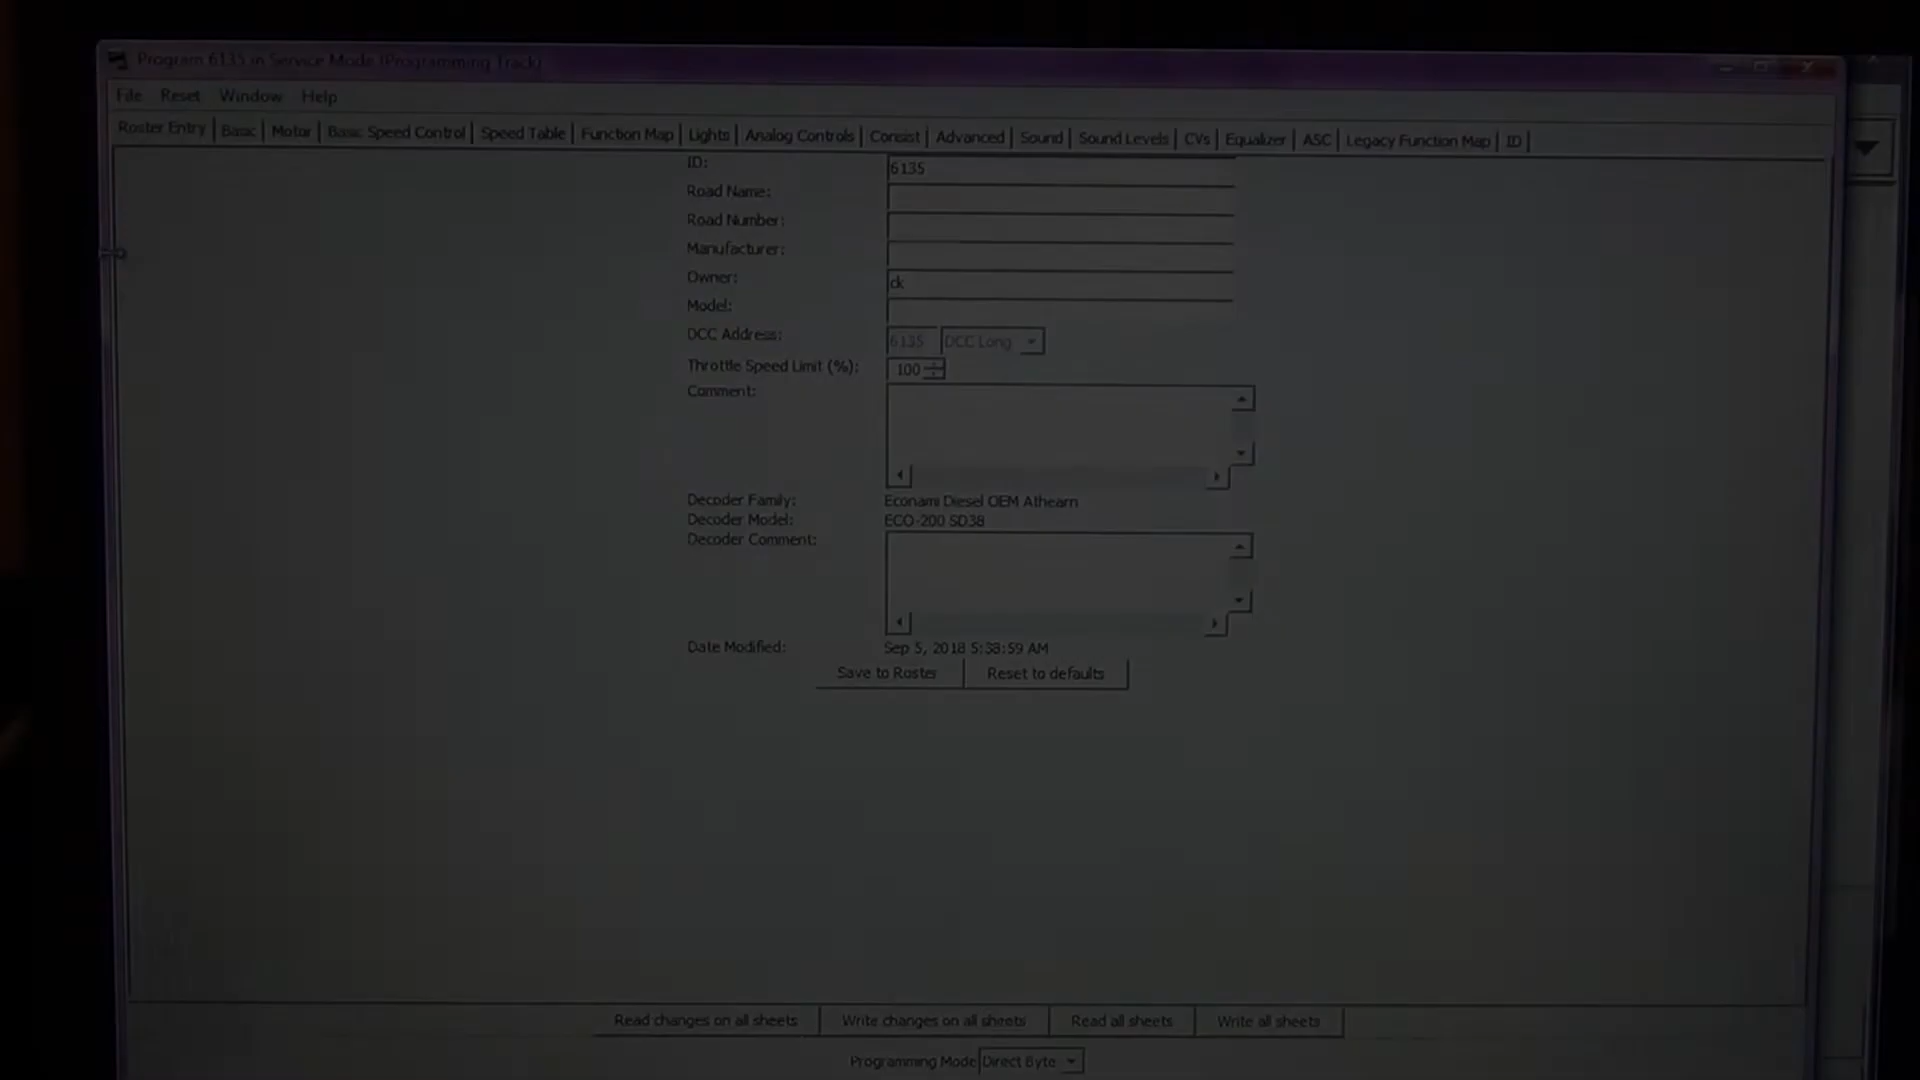 Program 6135 in Service Mode (Programming Track)
File Reset Window Help
Roster Entry Basic Motor Basic Speed Control Speed Table Function Map Lights Analog Controls Consist Advanced Sound Sound Levels CVs Equalizer ASC Legacy Function Map ID
ID: 6135
Road Name:
Road Number:
Manufacturer:
Owner: ck
Model:
DCC Address: 6135 DCC Long
Throttle Speed Limit (%): 100
Comment:
Decoder Family: Econami Diesel OEM Athearn
Decoder Model: ECO-200 SD38
Decoder Comment:
Date Modified: Sep 5, 2018 5:38:59 AM
Save to Roster Reset to defaults
Read changes on all sheets Write changes on all sheets Read all sheets Write all sheets
Programming Mode Direct Byte